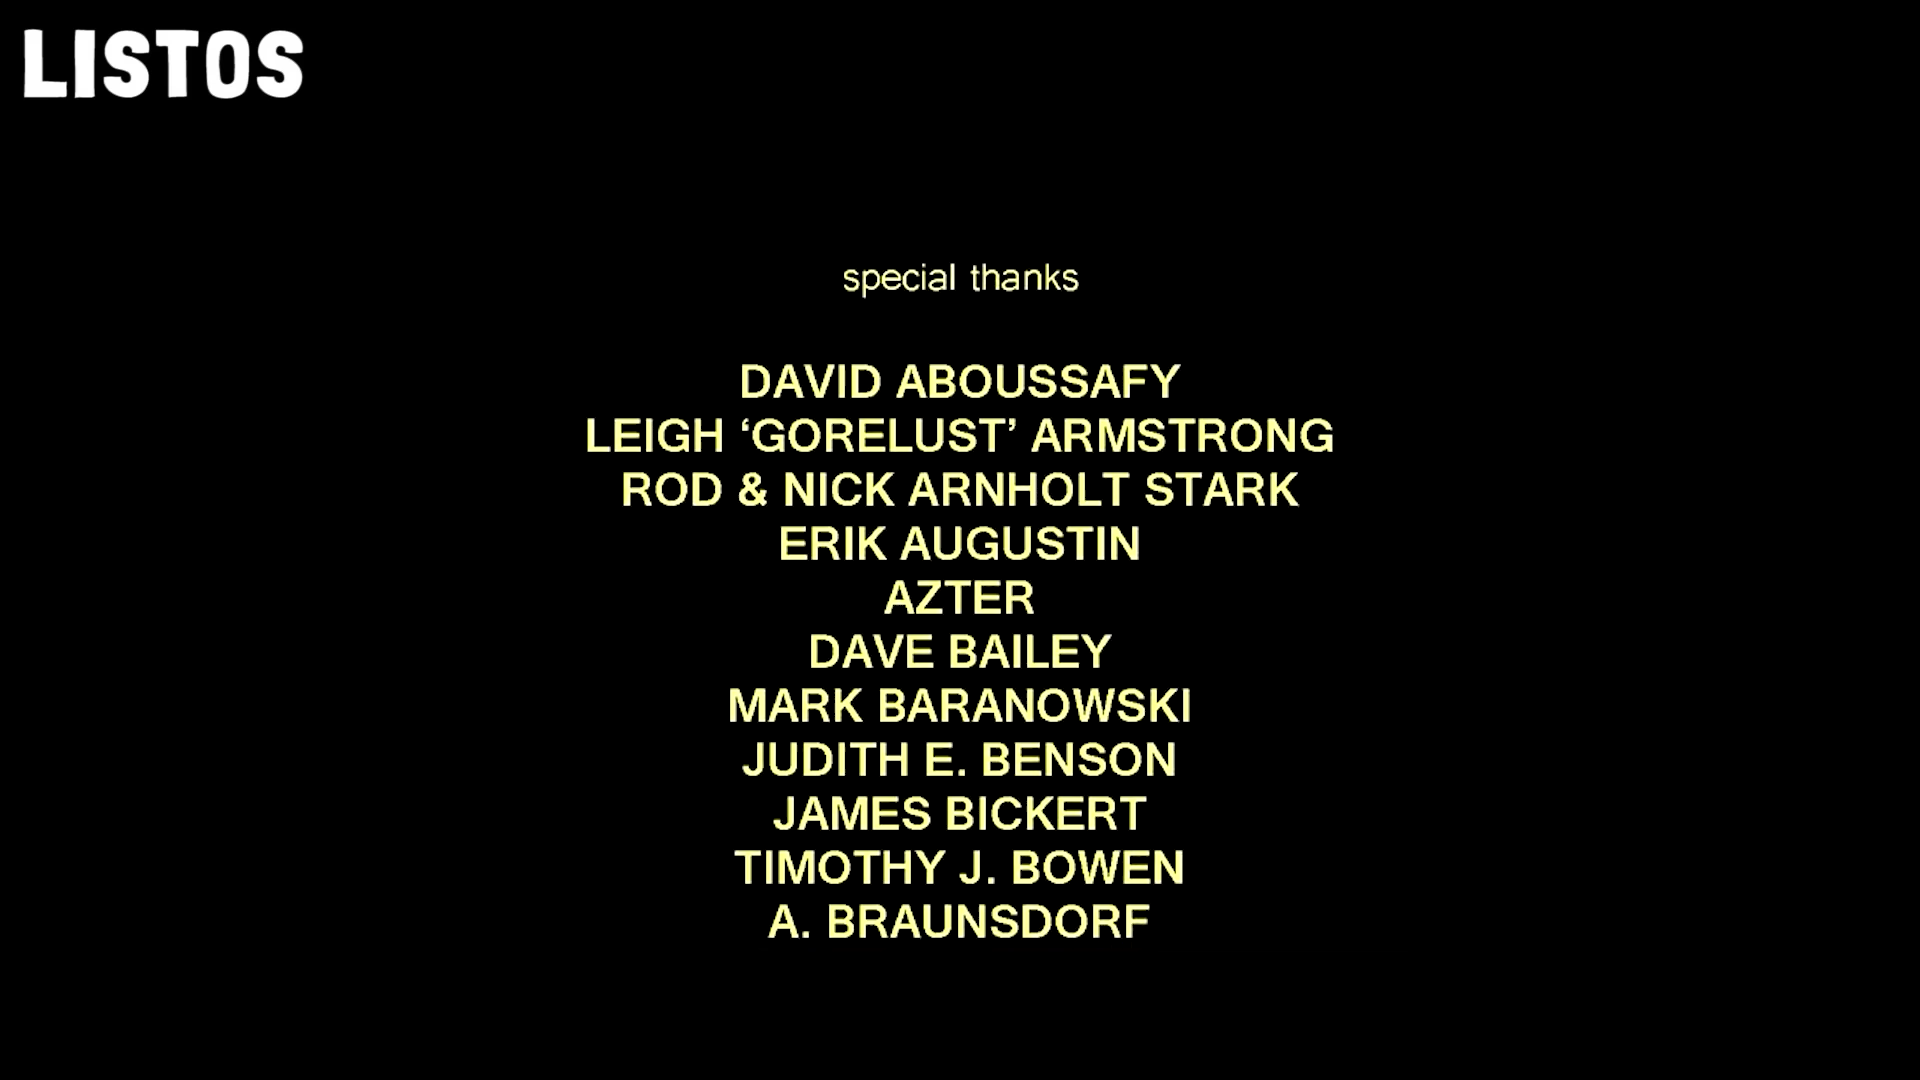 LISTOS
special thanks
DAVID ABOUSSAFY
LEIGH ‘GORELUST’ ARMSTRONG
ROD & NICK ARNHOLT STARK
ERIK AUGUSTIN
AZTER
DAVE BAILEY
MARK BARANOWSKI
JUDITH E. BENSON
JAMES BICKERT
TIMOTHY J. BOWEN
A. BRAUNSDORF